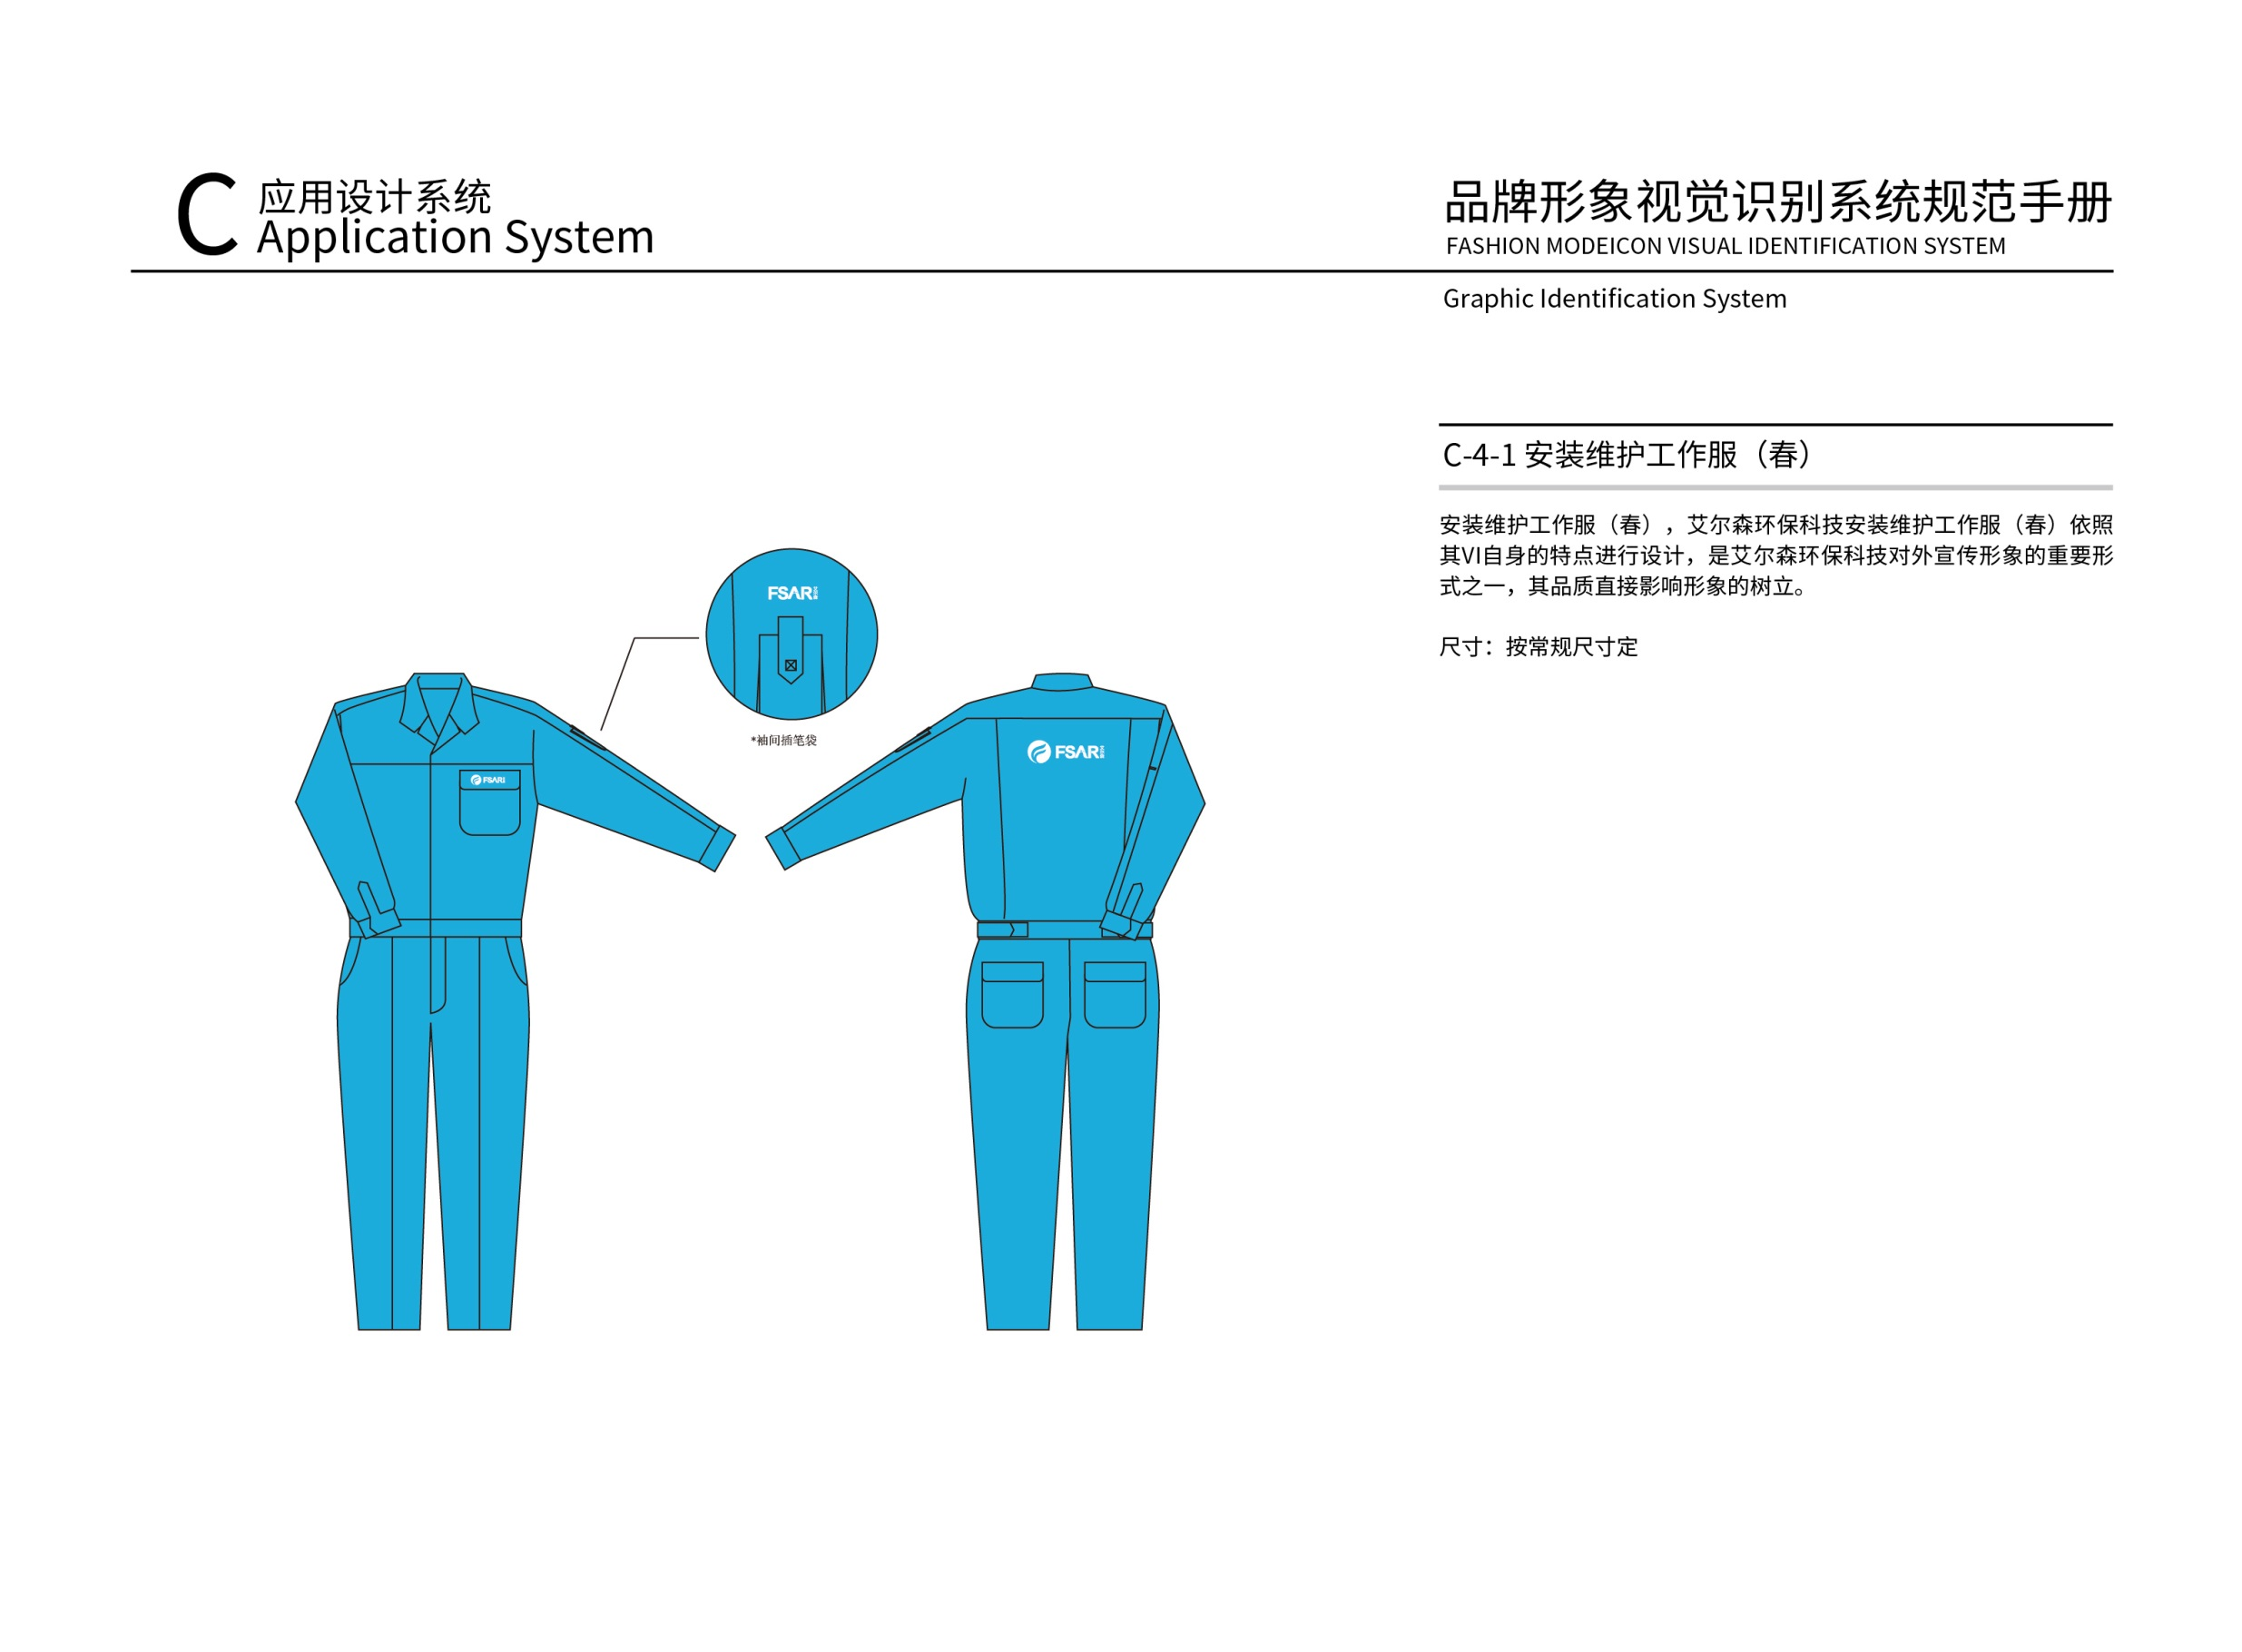 C
应用设计系统
Application System
品牌形象视觉识别系统规范手册
FASHION MODEICON VISUAL IDENTIFICATION SYSTEM
Graphic Identification System
C-4-1 安装维护工作服（春）
安装维护工作服（春），艾尔森环保科技安装维护工作服（春）依照
其VI自身的特点进行设计，是艾尔森环保科技对外宣传形象的重要形
式之一，其品质直接影响形象的树立。
尺寸：按常规尺寸定
FSAR
*袖间插笔袋
FSAR
FSAR